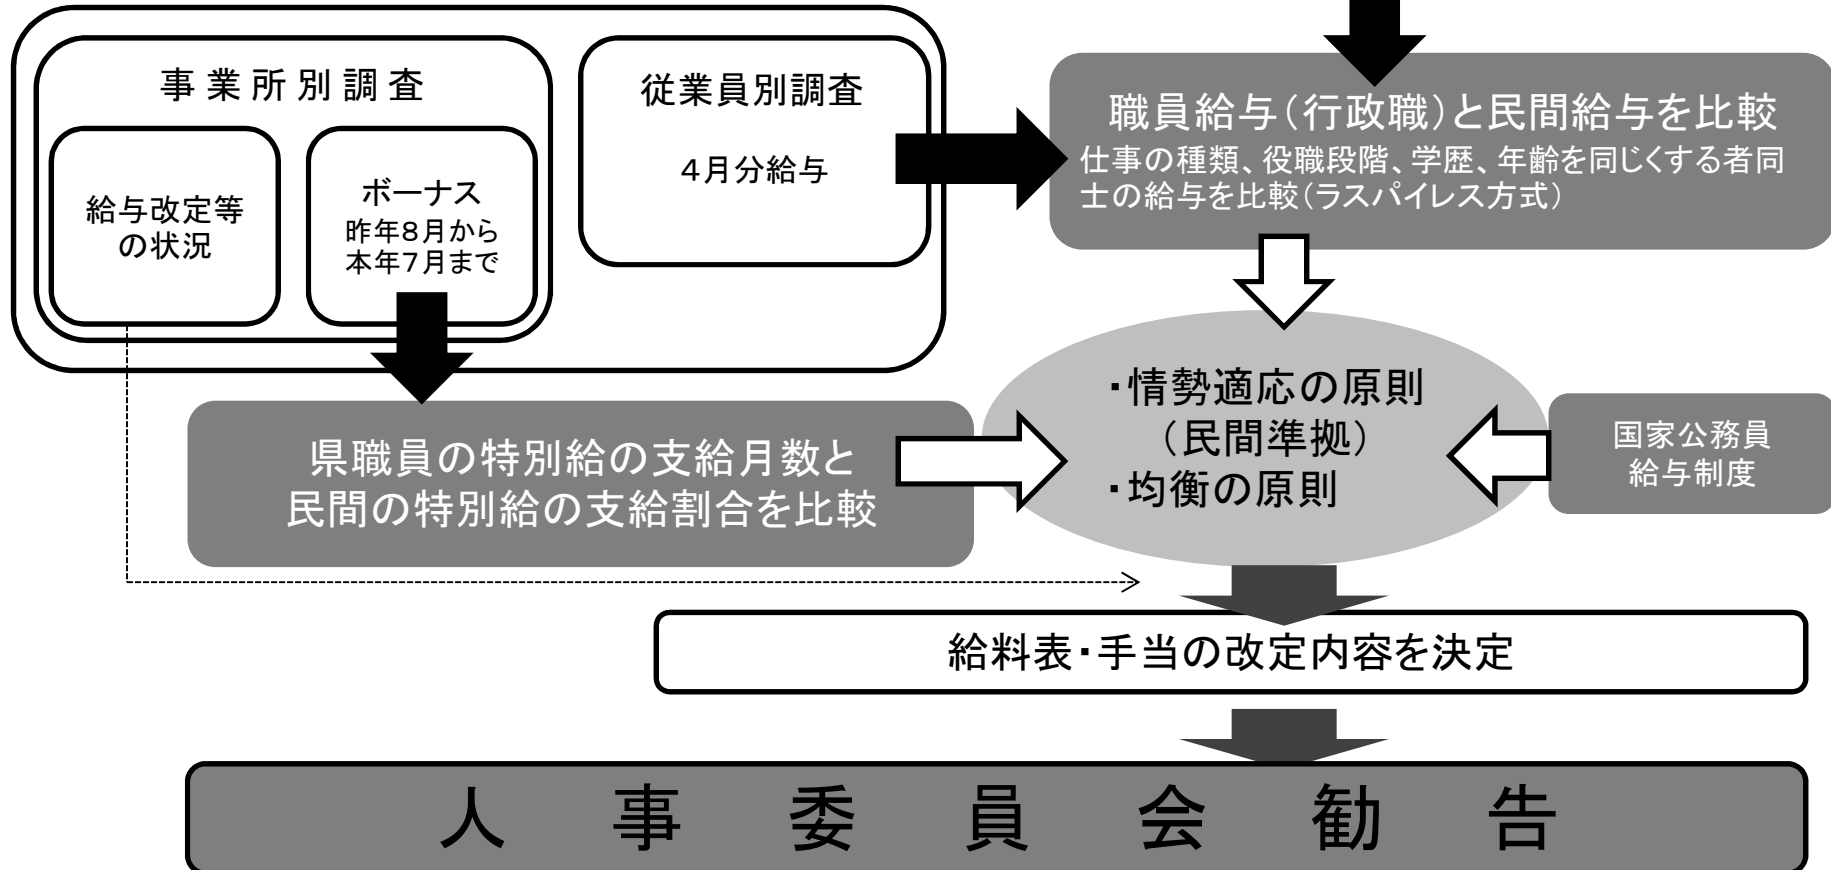 事業所別調査
給与改定等
の状況
ボーナス
昨年8月から
本年7月まで
従業員別調査
4月分給与
職員給与(行政職)と民間給与を比較
仕事の種類、役職段階、学歴、年齢を同じくする者同
士の給与を比較(ラスパイレス方式)
県職員の特別給の支給月数と
民間の特別給の支給割合を比較
・情勢適応の原則
(民間準拠)
・均衡の原則
国家公務員
給与制度
給料表・手当の改定内容を決定
人事委員会勧告